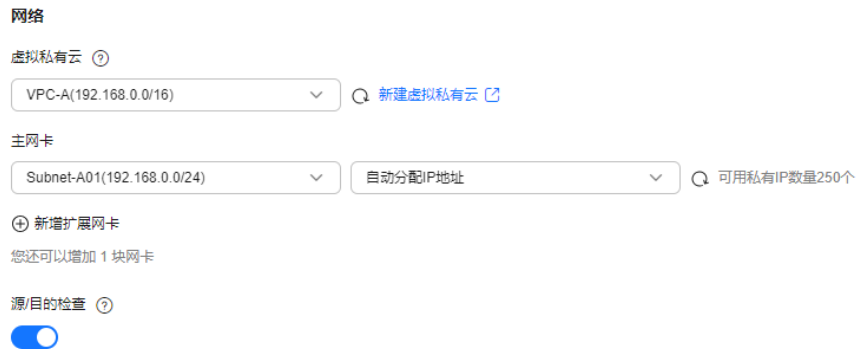 网络
虚拟私有云 ?
VPC-A(192.168.0.0/16) 新建虚拟私有云
主网卡
Subnet-A01(192.168.0.0/24) 自动分配IP地址 可用私有IP数量250个
新增扩展网卡
您还可以增加 1 块网卡
源/目的检查 ?